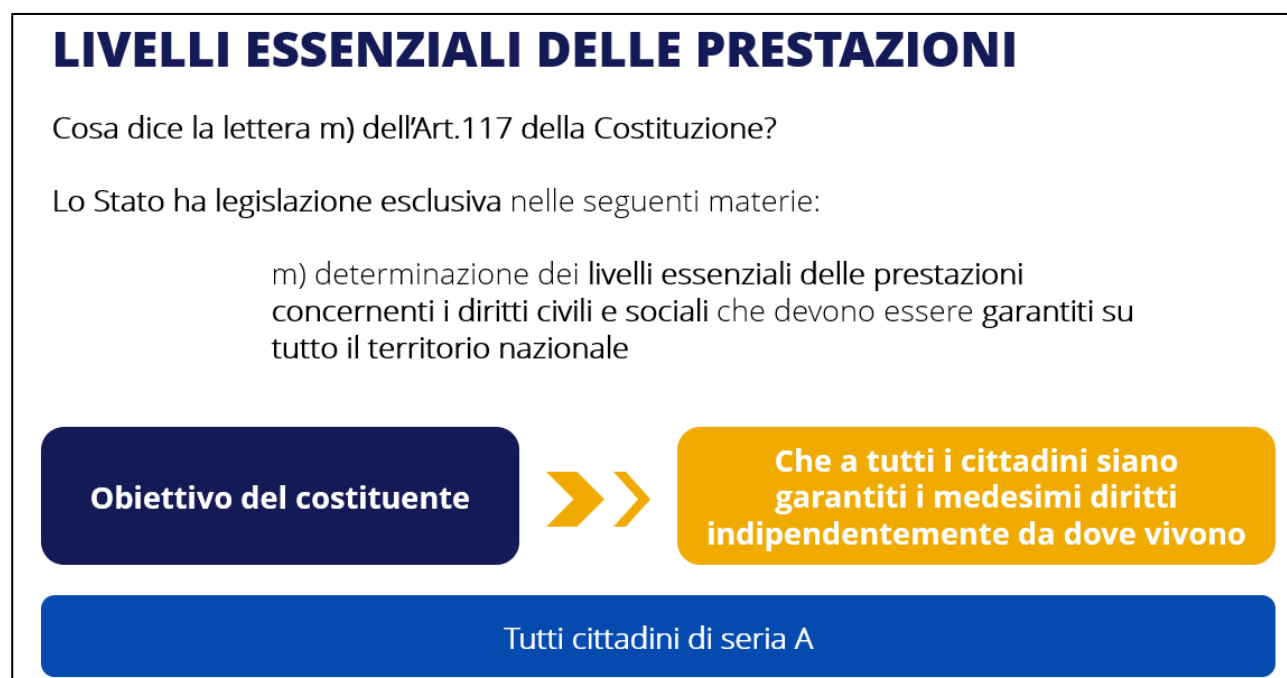 LIVELLI ESSENZIALI DELLE PRESTAZIONI
Cosa dice la lettera m) dell'Art.117 della Costituzione?
Lo Stato ha legislazione esclusiva nelle seguenti materie:
m) determinazione dei livelli essenziali delle prestazioni
concernenti i diritti civili e sociali che devono essere garantiti su
tutto il territorio nazionale
Obiettivo del costituente
Che a tutti i cittadini siano
garantiti i medesimi diritti
indipendentemente da dove vivono
Tutti cittadini di seria A